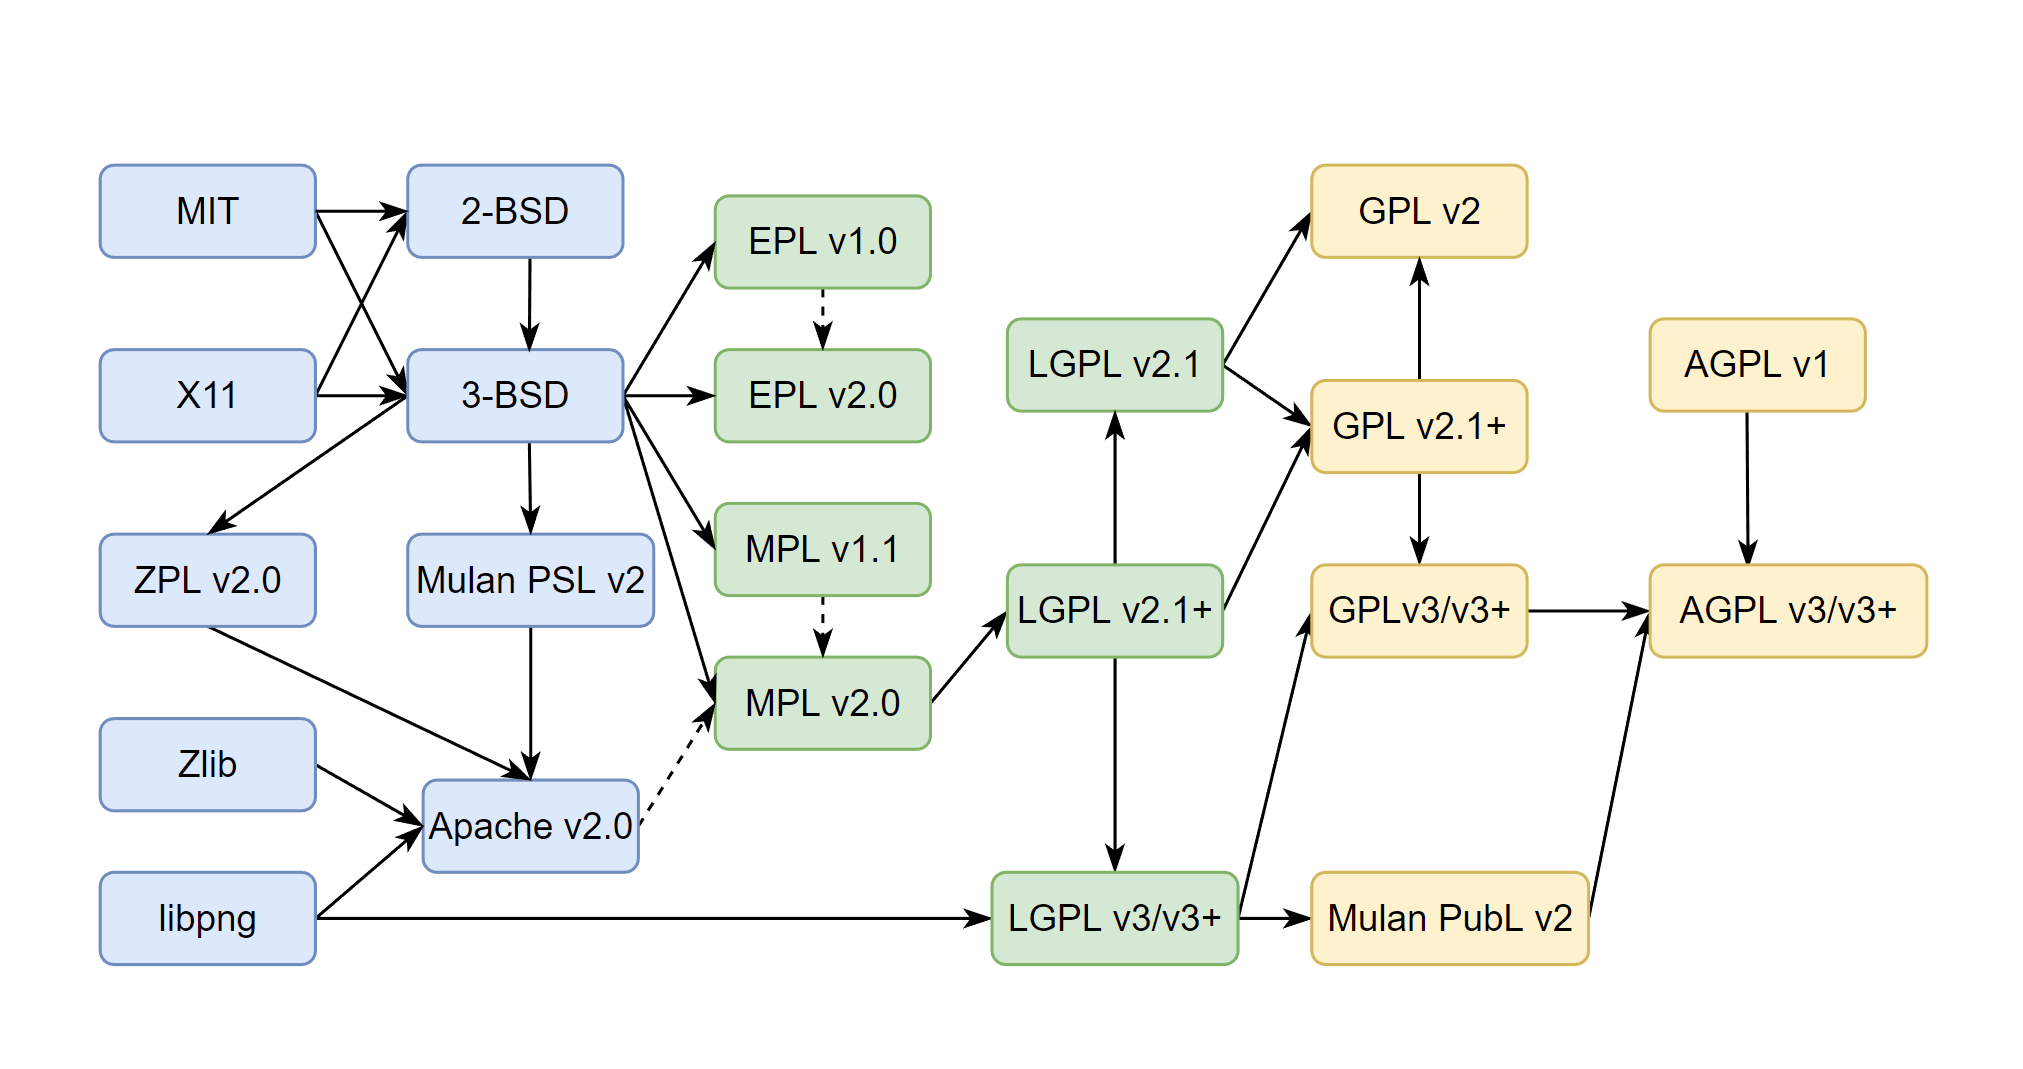 MIT
2-BSD
EPL v1.0
GPL v2
X11
3-BSD
EPL v2.0
LGPL v2.1
GPL v2.1+
AGPL v1
ZPL v2.0
Mulan PSL v2
MPL v1.1
LGPL v2.1+
GPLv3/v3+
AGPL v3/v3+
Zlib
Apache v2.0
MPL v2.0
libpng
LGPL v3/v3+
Mulan PubL v2